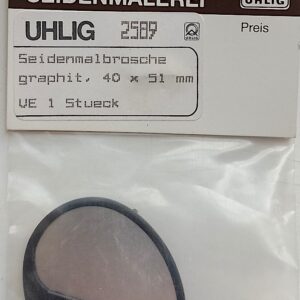 SEIDENMALEREI
UHLIG
UHLIG 2589 Preis
Seidenmalbrosche
graphit, 40 x 51 mm
VE 1 Stueck